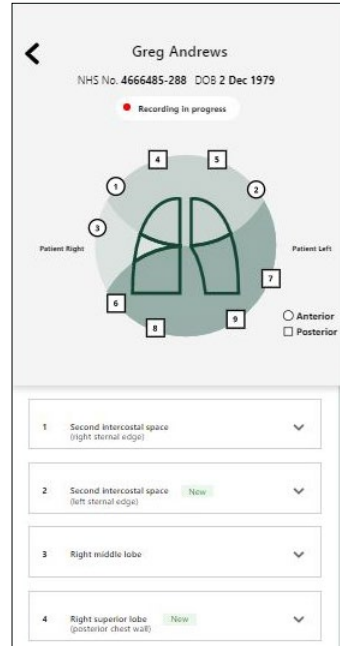 Greg Andrews
NHS No. 4666485-288 DOB 2 Dec 1979
Recording in progress
4 5
1 2
3
Patient Right Patient Left
7
6
8 9
Anterior
Posterior
1 Second intercostal space
(right sternal edge)
2 Second intercostal space New
(left sternal edge)
3 Right middle lobe
4 Right superior lobe New
(posterior chest wall)